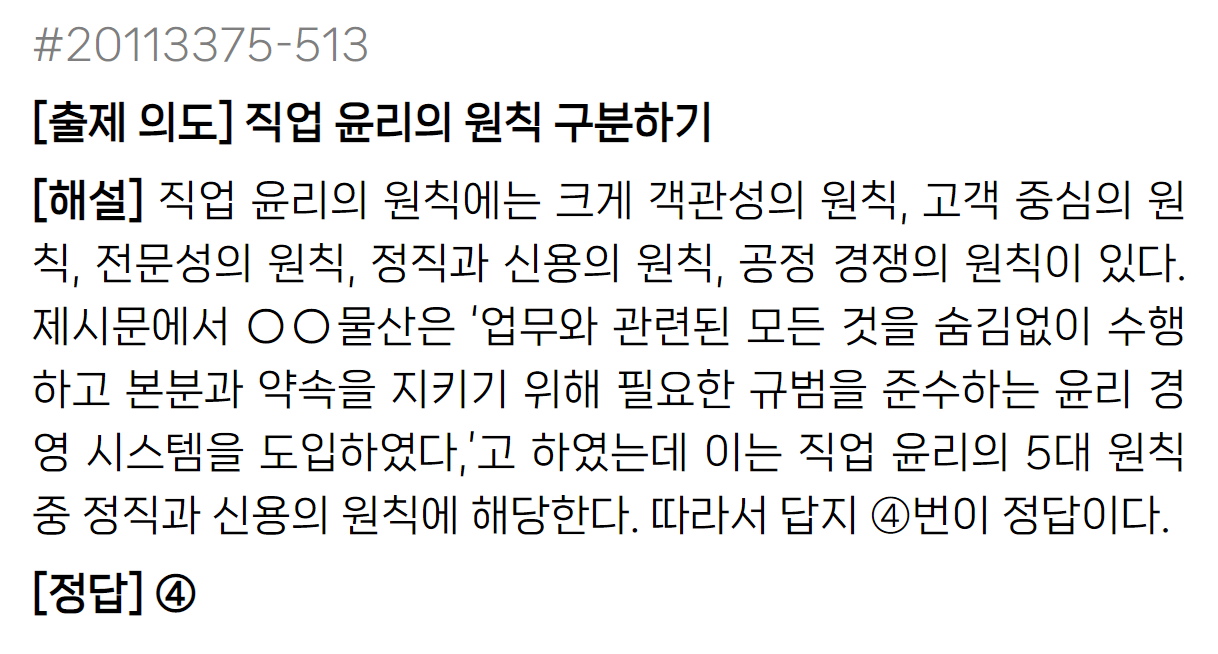 #20113375-513
[출제 의도] 직업 윤리의 원칙 구분하기
[해설] 직업 윤리의 원칙에는 크게 객관성의 원칙, 고객 중심의 원
칙, 전문성의 원칙, 정직과 신용의 원칙, 공정 경쟁의 원칙이 있다.
제시문에서 ○○물산은 '업무와 관련된 모든 것을 숨김없이 수행
하고 본분과 약속을 지키기 위해 필요한 규범을 준수하는 윤리 경
영 시스템을 도입하였다,'고 하였는데 이는 직업 윤리의 5대 원칙
중 정직과 신용의 원칙에 해당한다. 따라서 답지 ④번이 정답이다.
[정답] ④